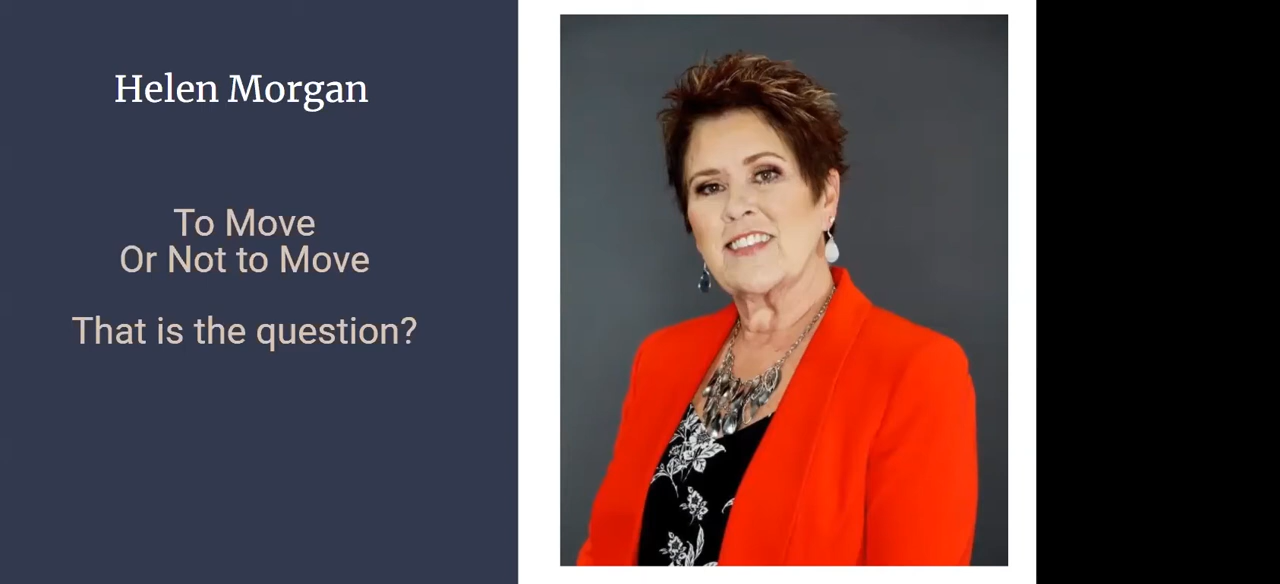 Helen Morgan
To Move
Or Not to Move
That is the question?